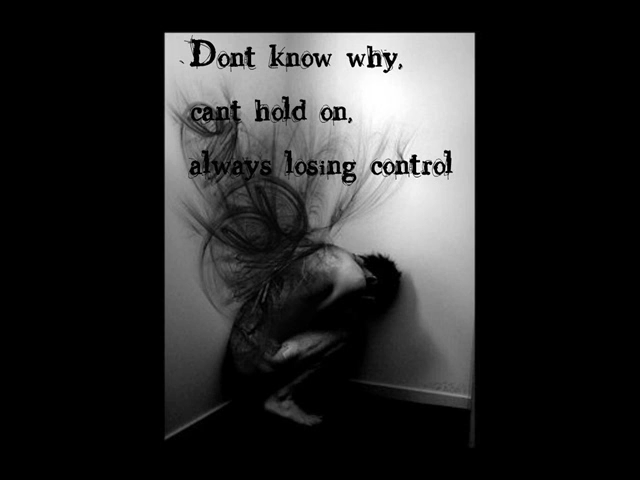 Dont know why,
cant hold on,
always losing control